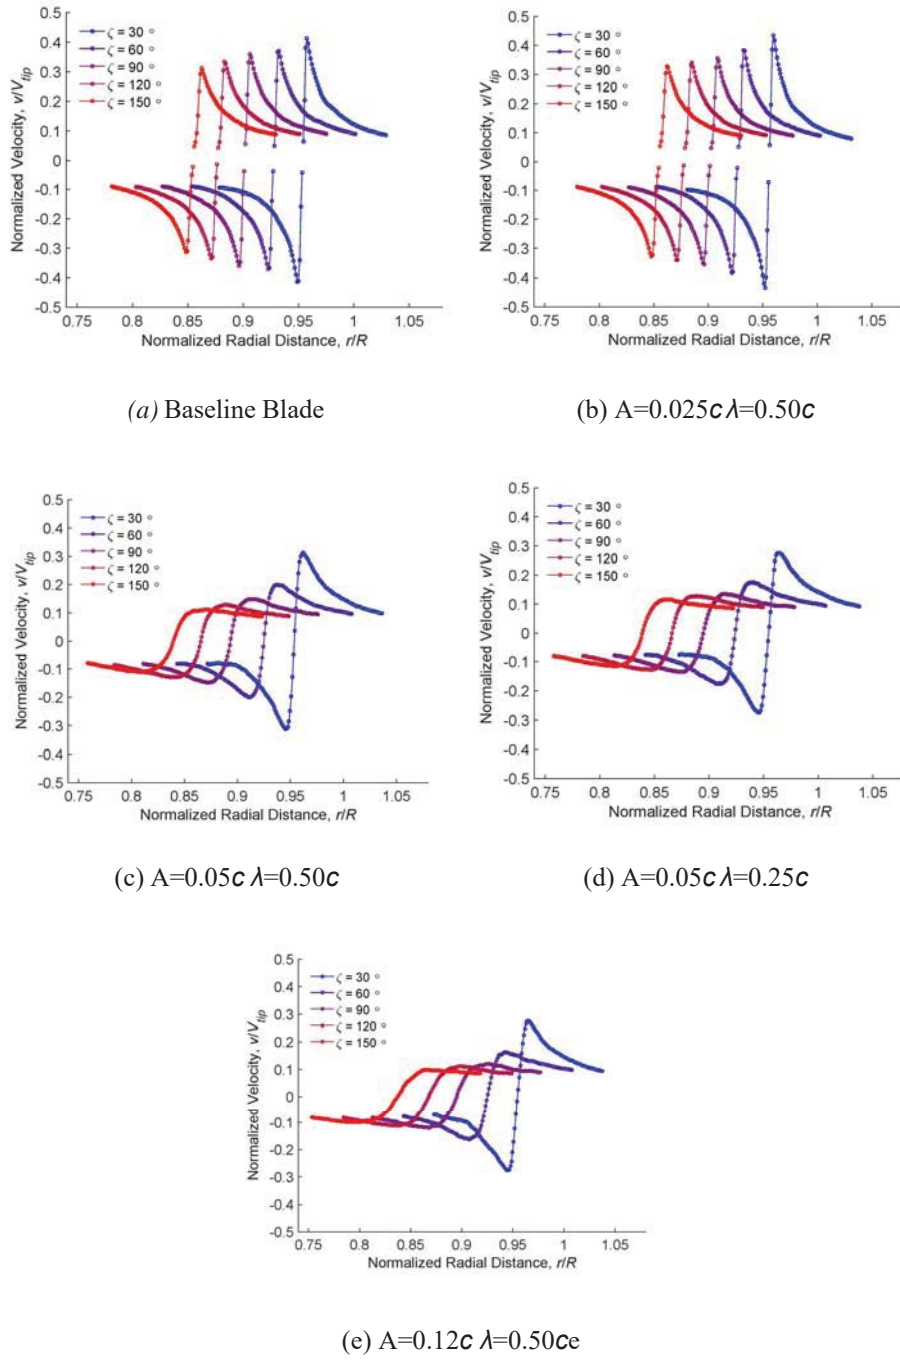 0.5
0.4
0.3
0.2
0.1
0
-0.1
-0.2
-0.3
-0.4
-0.5
Normalized Velocity, v/Vtip
ζ = 30 °
ζ = 60 °
ζ = 90 °
ζ = 120 °
ζ = 150 °
0.75 0.8 0.85 0.9 0.95 1 1.05
Normalized Radial Distance, r/R
(a) Baseline Blade
0.5
0.4
0.3
0.2
0.1
0
-0.1
-0.2
-0.3
-0.4
-0.5
Normalized Velocity, v/Vtip
ζ = 30 °
ζ = 60 °
ζ = 90 °
ζ = 120 °
ζ = 150 °
0.75 0.8 0.85 0.9 0.95 1 1.05
Normalized Radial Distance, r/R
(b) A=0.025c λ=0.50c
0.5
0.4
0.3
0.2
0.1
0
-0.1
-0.2
-0.3
-0.4
-0.5
Normalized Velocity, v/Vtip
ζ = 30 °
ζ = 60 °
ζ = 90 °
ζ = 120 °
ζ = 150 °
0.75 0.8 0.85 0.9 0.95 1 1.05
Normalized Radial Distance, r/R
(c) A=0.05c λ=0.50c
0.5
0.4
0.3
0.2
0.1
0
-0.1
-0.2
-0.3
-0.4
-0.5
Normalized Velocity, v/Vtip
ζ = 30 °
ζ = 60 °
ζ = 90 °
ζ = 120 °
ζ = 150 °
0.75 0.8 0.85 0.9 0.95 1 1.05
Normalized Radial Distance, r/R
(d) A=0.05c λ=0.25c
0.5
0.4
0.3
0.2
0.1
0
-0.1
-0.2
-0.3
-0.4
-0.5
Normalized Velocity, v/Vtip
ζ = 30 °
ζ = 60 °
ζ = 90 °
ζ = 120 °
ζ = 150 °
0.75 0.8 0.85 0.9 0.95 1 1.05
Normalized Radial Distance, r/R
(e) A=0.12c λ=0.50ce